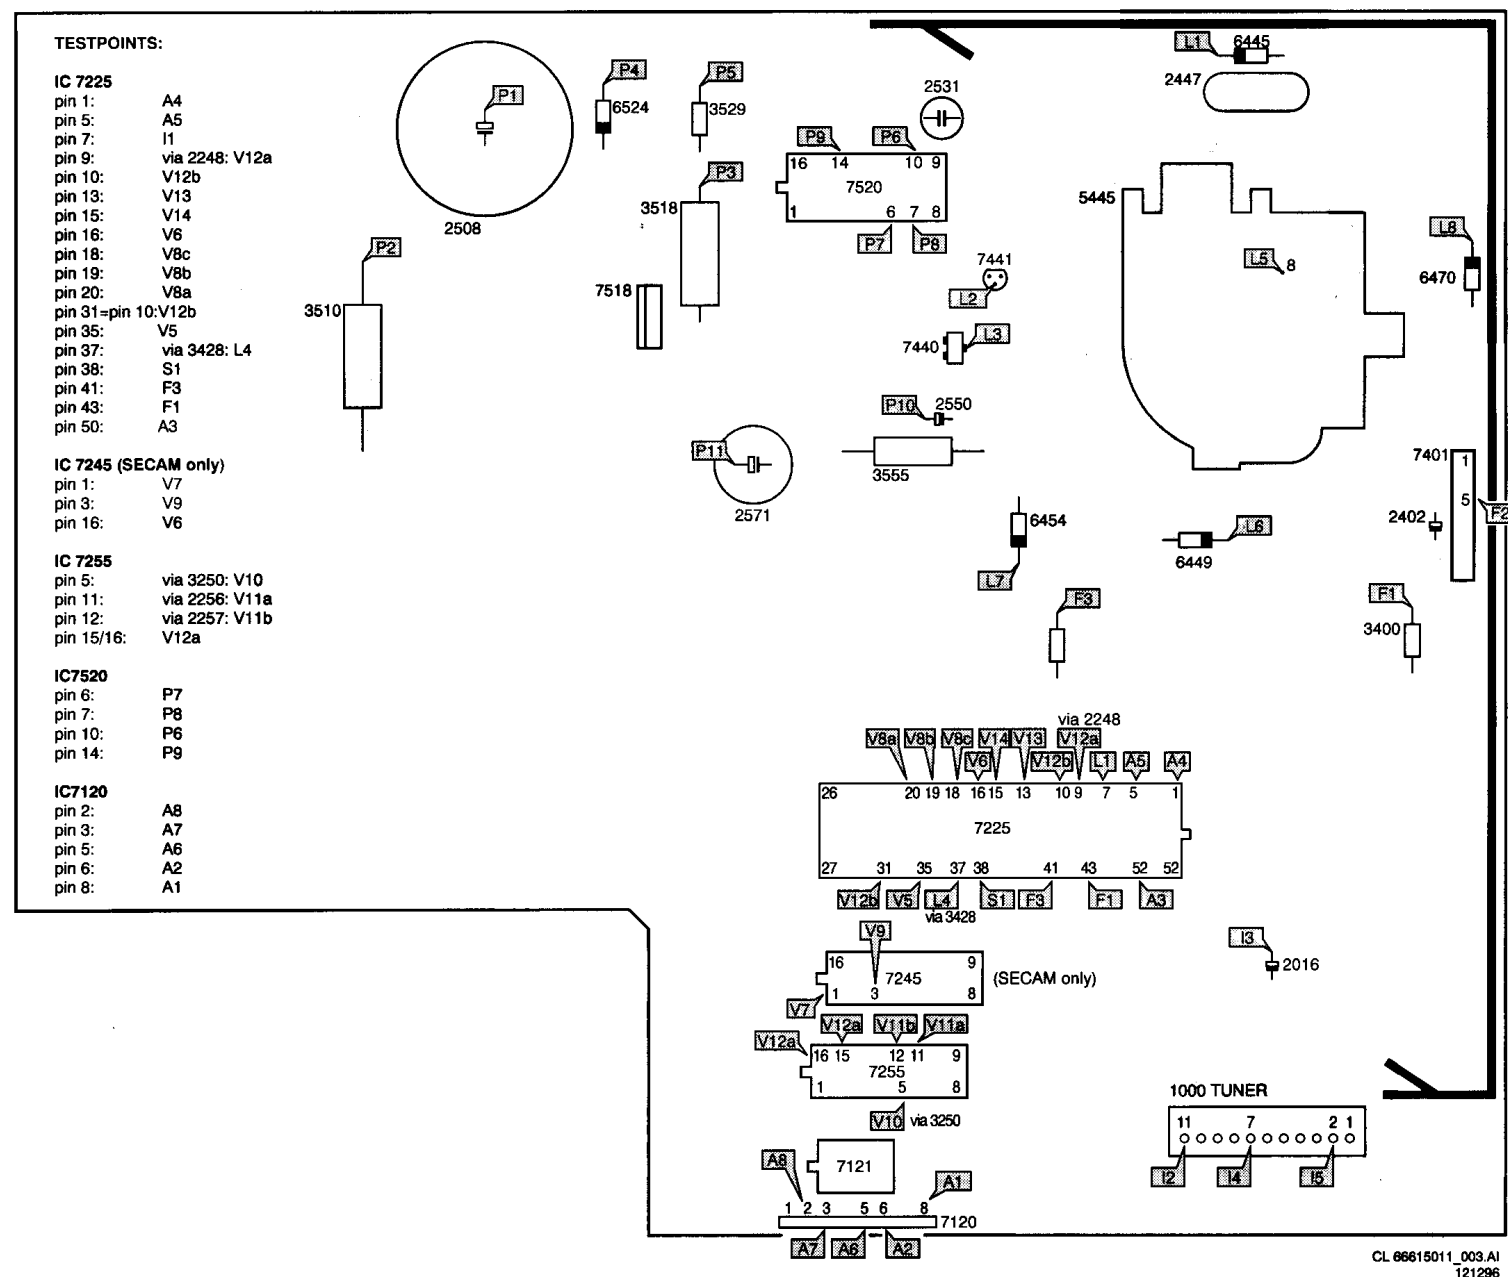 TESTPOINTS:
IC 7225
pin 1: A4
pin 5: A5
pin 7: I1
pin 9: via 2248: V12a
pin 10: V12b
pin 13: V13
pin 15: V14
pin 16: V6
pin 18: V8c
pin 19: V8b
pin 20: V8a
pin 31=pin 10:V12b
pin 35: V5
pin 37: via 3428: L4
pin 38: S1
pin 41: F3
pin 43: F1
pin 50: A3
IC 7245 (SECAM only)
pin 1: V7
pin 3: V9
pin 16: V6
IC 7255
pin 5: via 3250: V10
pin 11: via 2256: V11a
pin 12: via 2257: V11b
pin 15/16: V12a
IC7520
pin 6: P7
pin 7: P8
pin 10: P6
pin 14: P9
IC7120
pin 2: A8
pin 3: A7
pin 5: A6
pin 6: A2
pin 8: A1
P1
2508
P4
6524
P5
3529
P3
3518
P2
3510
7518
2531
P9 P6
16 14 10 9
7520
1 6 7 8
P7 P8
7441
L2
7440 L3
P10 2550
3555
P11
2571
L1 6445
2447
5445
L5 8
L8
6470
7401 1
5
F2
2402
6454
L7
L6
6449
F3
F1
3400
via 2248
V8a V8b V8c V14 V13 V12a
V6 V12b L1 A5 A4
26 20 19 18 16 15 13 10 9 7 5 1
7225
27 31 35 37 38 41 43 52 52
V12b V5 L4 S1 F3 F1 A3
via 3428
V9
16 9
7245 (SECAM only)
1 3 8
V7
V12a V11b V11a
V12a
16 15 12 11 9
7255
1 5 8
V10 via 3250
I3
2016
1000 TUNER
11 7 2 1
I2 I4 I5
7121
A8 A1
1 2 3 5 6 8
7120
A7 A6 A2
CL 66615011_003.AI
121296